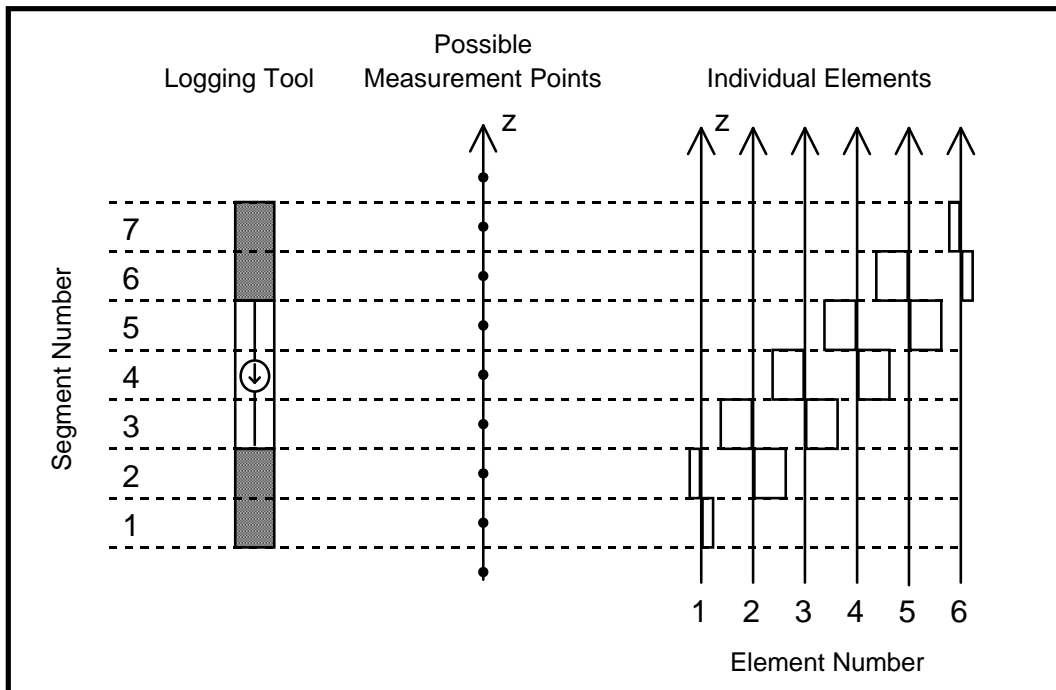 Possible
Logging Tool
Measurement Points
Individual Elements
z
z
Segment Number
7
6
5
4
3
2
1
1 2 3 4 5 6
Element Number